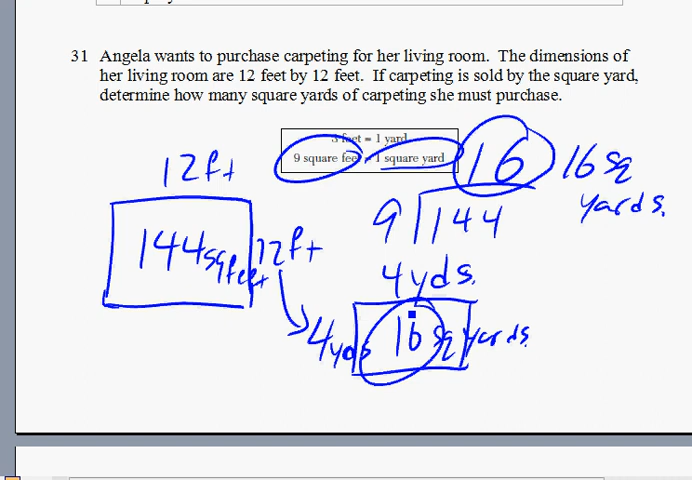 31 Angela wants to purchase carpeting for her living room. The dimensions of
her living room are 12 feet by 12 feet. If carpeting is sold by the square yard,
determine how many square yards of carpeting she must purchase.
3 feet = 1 yard
9 square feet = 1 square yard
12ft
144 sq feet
12ft
16
16 sq
yards.
9 144
4yds.
4yds
16 sq yards.